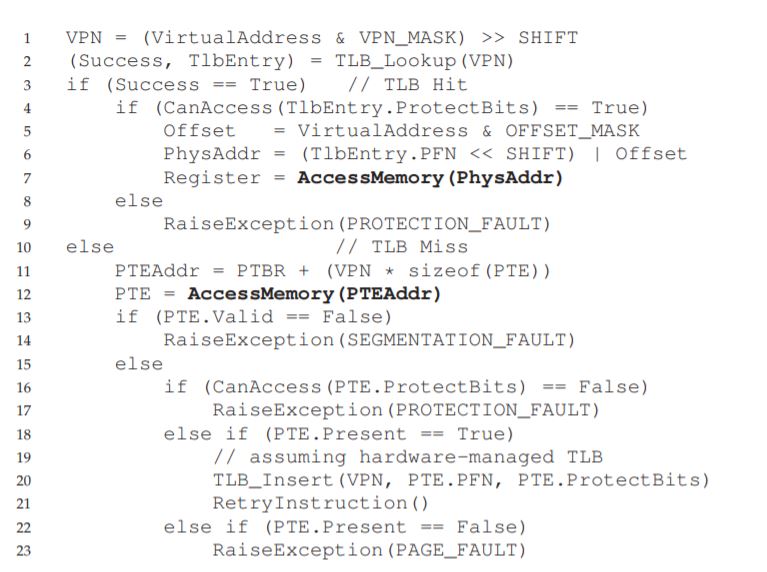 1 VPN = (VirtualAddress & VPN_MASK) >> SHIFT
2 (Success, TlbEntry) = TLB_Lookup(VPN)
3 if (Success == True) // TLB Hit
4 if (CanAccess(TlbEntry.ProtectBits) == True)
5 Offset = VirtualAddress & OFFSET_MASK
6 PhysAddr = (TlbEntry.PFN << SHIFT) | Offset
7 Register = AccessMemory(PhysAddr)
8 else
9 RaiseException(PROTECTION_FAULT)
10 else // TLB Miss
11 PTEAddr = PTBR + (VPN * sizeof(PTE))
12 PTE = AccessMemory(PTEAddr)
13 if (PTE.Valid == False)
14 RaiseException(SEGMENTATION_FAULT)
15 else
16 if (CanAccess(PTE.ProtectBits) == False)
17 RaiseException(PROTECTION_FAULT)
18 else if (PTE.Present == True)
19 // assuming hardware-managed TLB
20 TLB_Insert(VPN, PTE.PFN, PTE.ProtectBits)
21 RetryInstruction()
22 else if (PTE.Present == False)
23 RaiseException(PAGE_FAULT)